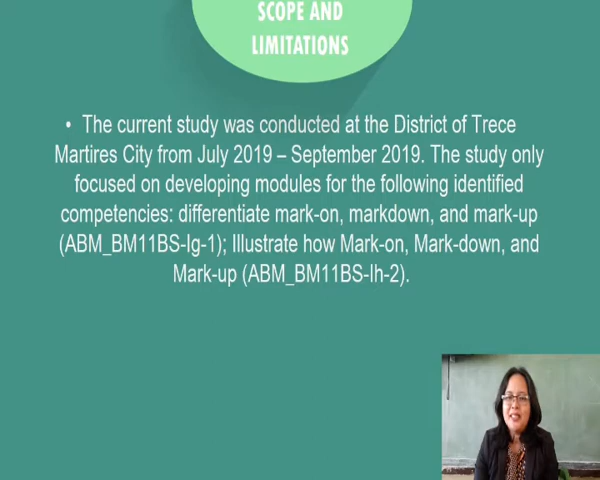 SCOPE AND
LIMITATIONS
• The current study was conducted at the District of Trece
Martires City from July 2019 – September 2019. The study only
focused on developing modules for the following identified
competencies: differentiate mark-on, markdown, and mark-up
(ABM_BM11BS-Ig-1); Illustrate how Mark-on, Mark-down, and
Mark-up (ABM_BM11BS-Ih-2).